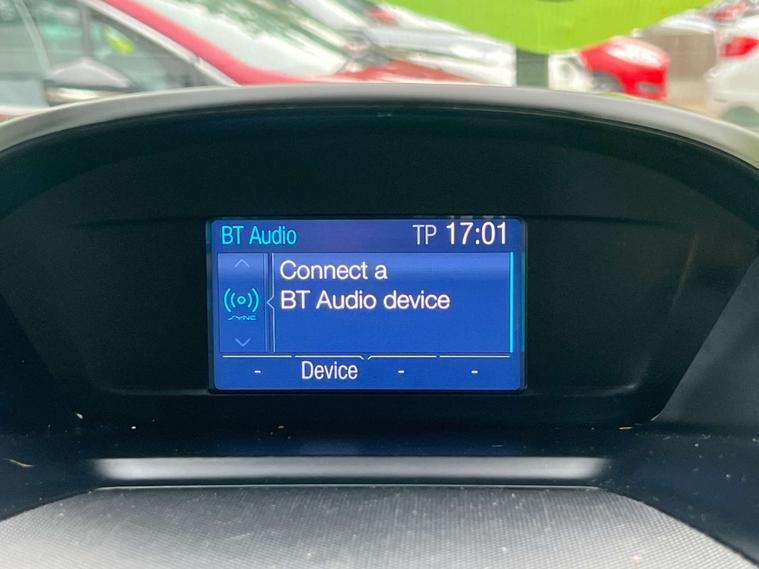 BT Audio TP 17:01
Connect a
BT Audio device
SYNC
- Device - -